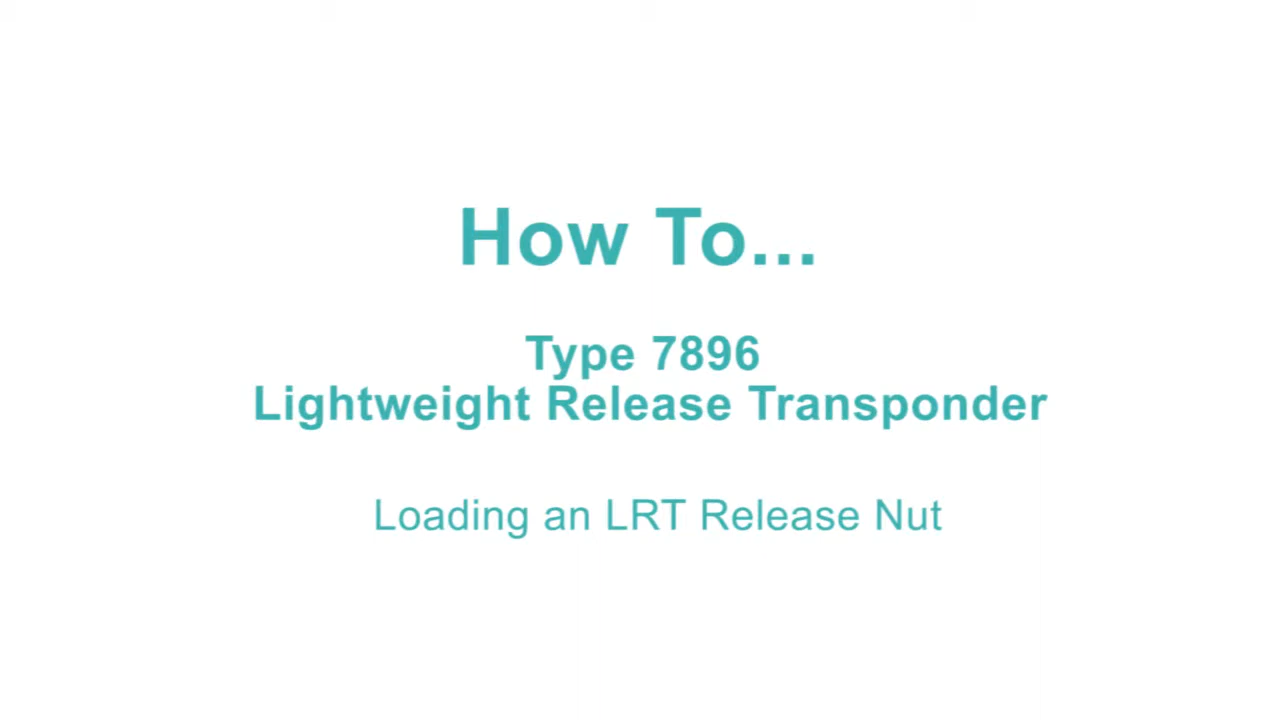 How To...
Type 7896
Lightweight Release Transponder
Loading an LRT Release Nut